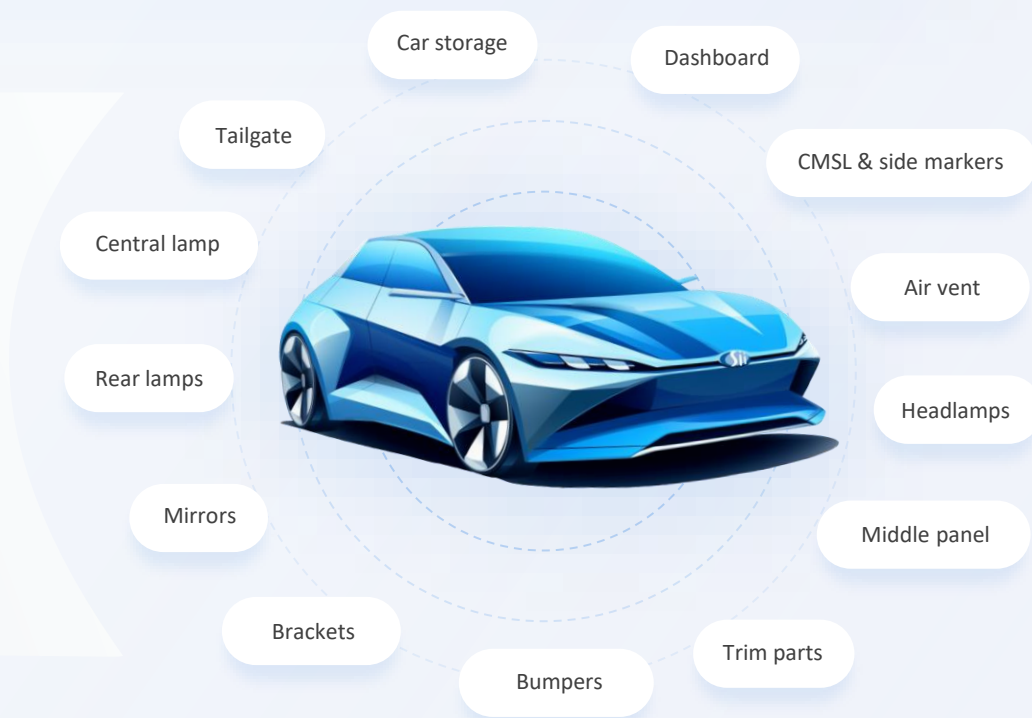 Car storage
Dashboard
Tailgate
CMSL & side markers
Central lamp
Air vent
Rear lamps
Headlamps
Mirrors
Middle panel
Brackets
Trim parts
Bumpers